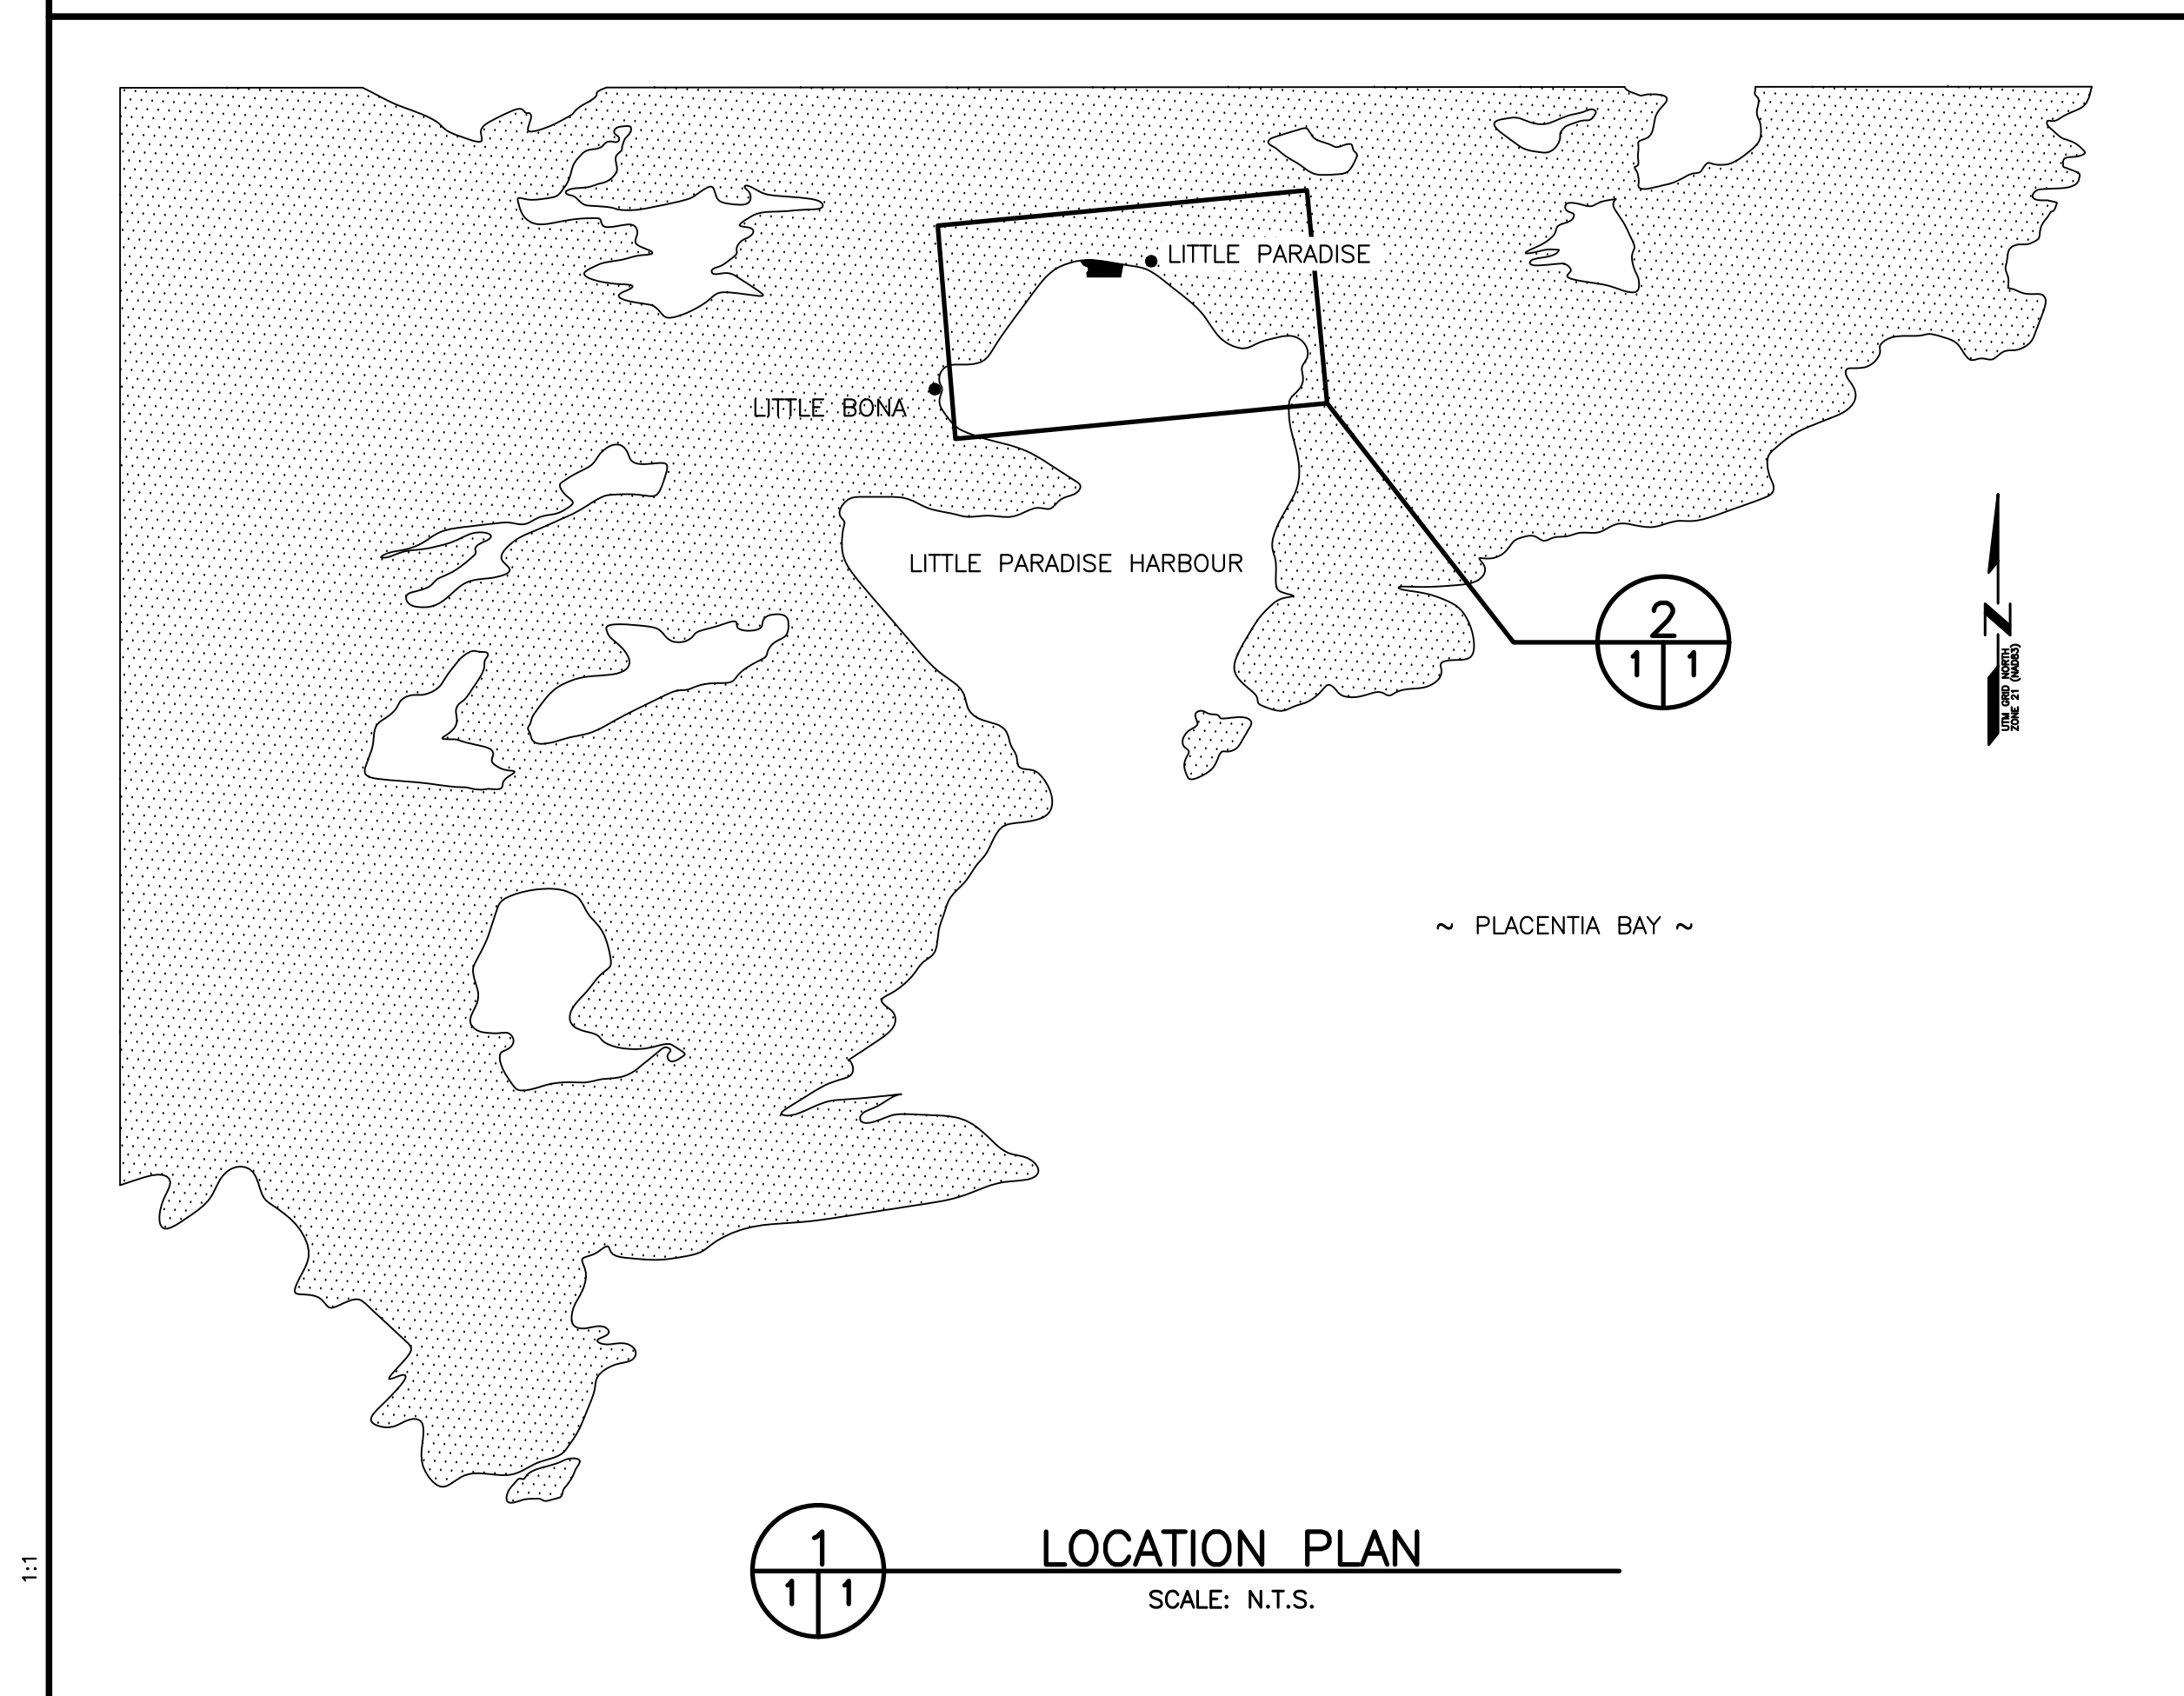 LITTLE PARADISE
LITTLE BONA
LITTLE PARADISE HARBOUR
N
UTM GRID NORTH
ZONE 21 (NAD83)
2
1 1
~ PLACENTIA BAY ~
1
1 1
LOCATION PLAN
SCALE: N.T.S.
1:1